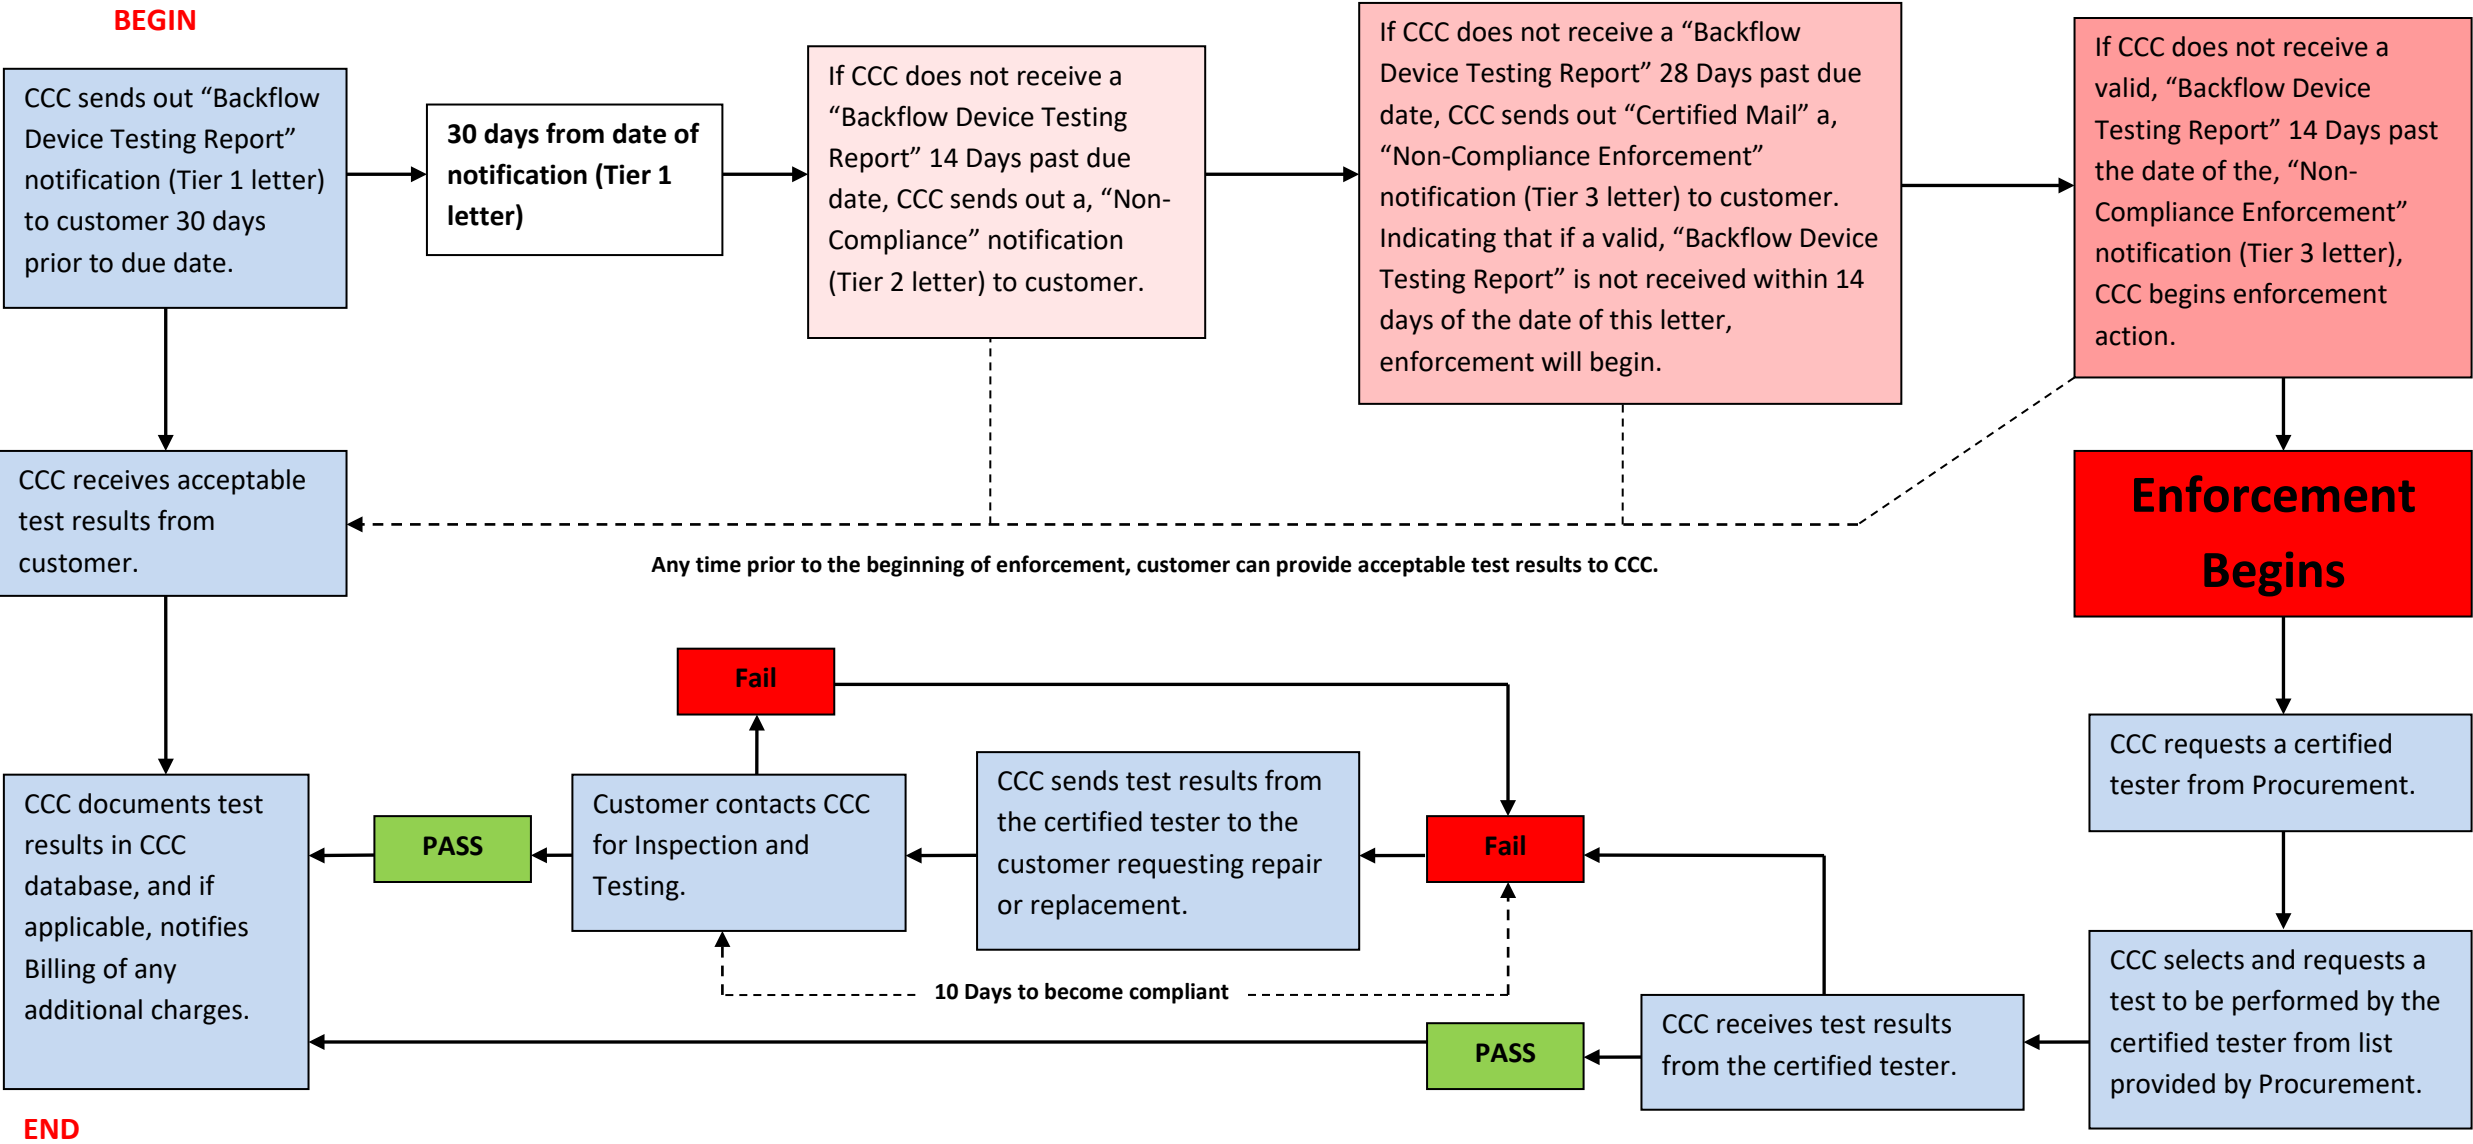 BEGIN
CCC sends out “Backflow
Device Testing Report”
notification (Tier 1 letter)
to customer 30 days
prior to due date.
30 days from date of
notification (Tier 1
letter)
If CCC does not receive a
“Backflow Device Testing
Report” 14 Days past due
date, CCC sends out a, “Non-
Compliance” notification
(Tier 2 letter) to customer.
If CCC does not receive a “Backflow
Device Testing Report” 28 Days past due
date, CCC sends out “Certified Mail” a,
“Non-Compliance Enforcement”
notification (Tier 3 letter) to customer.
Indicating that if a valid, “Backflow Device
Testing Report” is not received within 14
days of the date of this letter,
enforcement will begin.
If CCC does not receive a
valid, “Backflow Device
Testing Report” 14 Days past
the date of the, “Non-
Compliance Enforcement”
notification (Tier 3 letter),
CCC begins enforcement
action.
CCC receives acceptable
test results from
customer.
Any time prior to the beginning of enforcement, customer can provide acceptable test results to CCC.
Enforcement
Begins
Fail
CCC requests a certified
tester from Procurement.
CCC documents test
results in CCC
database, and if
applicable, notifies
Billing of any
additional charges.
PASS
Customer contacts CCC
for Inspection and
Testing.
CCC sends test results from
the certified tester to the
customer requesting repair
or replacement.
Fail
10 Days to become compliant
PASS
CCC receives test results
from the certified tester.
CCC selects and requests a
test to be performed by the
certified tester from list
provided by Procurement.
END